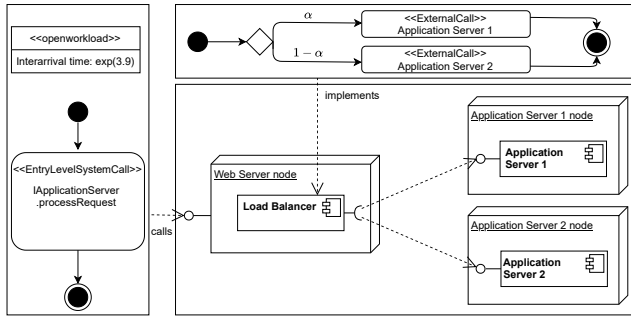 <<openworkload>>
Interarrival time: exp(3.9)
<<EntryLevelSystemCall>>
IApplicationServer
.processRequest
calls
α
<<ExternalCall>>
Application Server 1
1 − α
<<ExternalCall>>
Application Server 2
implements
Web Server node
Load Balancer
Application Server 1 node
Application
Server 1
Application Server 2 node
Application
Server 2